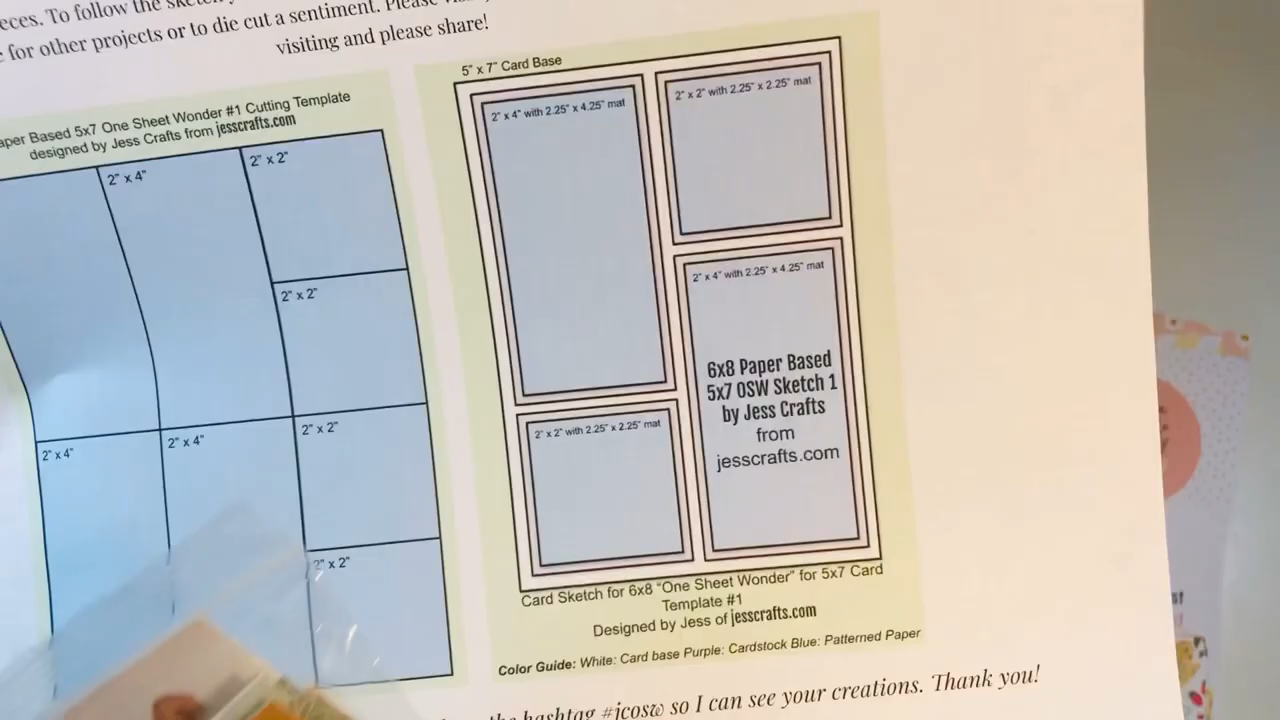 To follow the
for other projects or to die cut a sentiment. Please
visiting and please share!
Based 5x7 One Sheet Wonder #1 Cutting Template
designed by Jess Crafts from jesscrafts.com
2" x 4"
2" x 2"
2" x 2"
2" x 4"
2" x 4"
2" x 2"
2" x 2"
5" x 7" Card Base
2" x 4" with 2.25" x 4.25" mat
2" x 2" with 2.25" x 2.25" mat
2" x 4" with 2.25" x 4.25" mat
6x8 Paper Based
5x7 OSW Sketch 1
by Jess Crafts
from
jesscrafts.com
2" x 2" with 2.25" x 2.25" mat
Card Sketch for 6x8 "One Sheet Wonder" for 5x7 Card
Template #1
Designed by Jess of jesscrafts.com
Color Guide: White: Card base Purple: Cardstock Blue: Patterned Paper
the hashtag #jcosw so I can see your creations. Thank you!